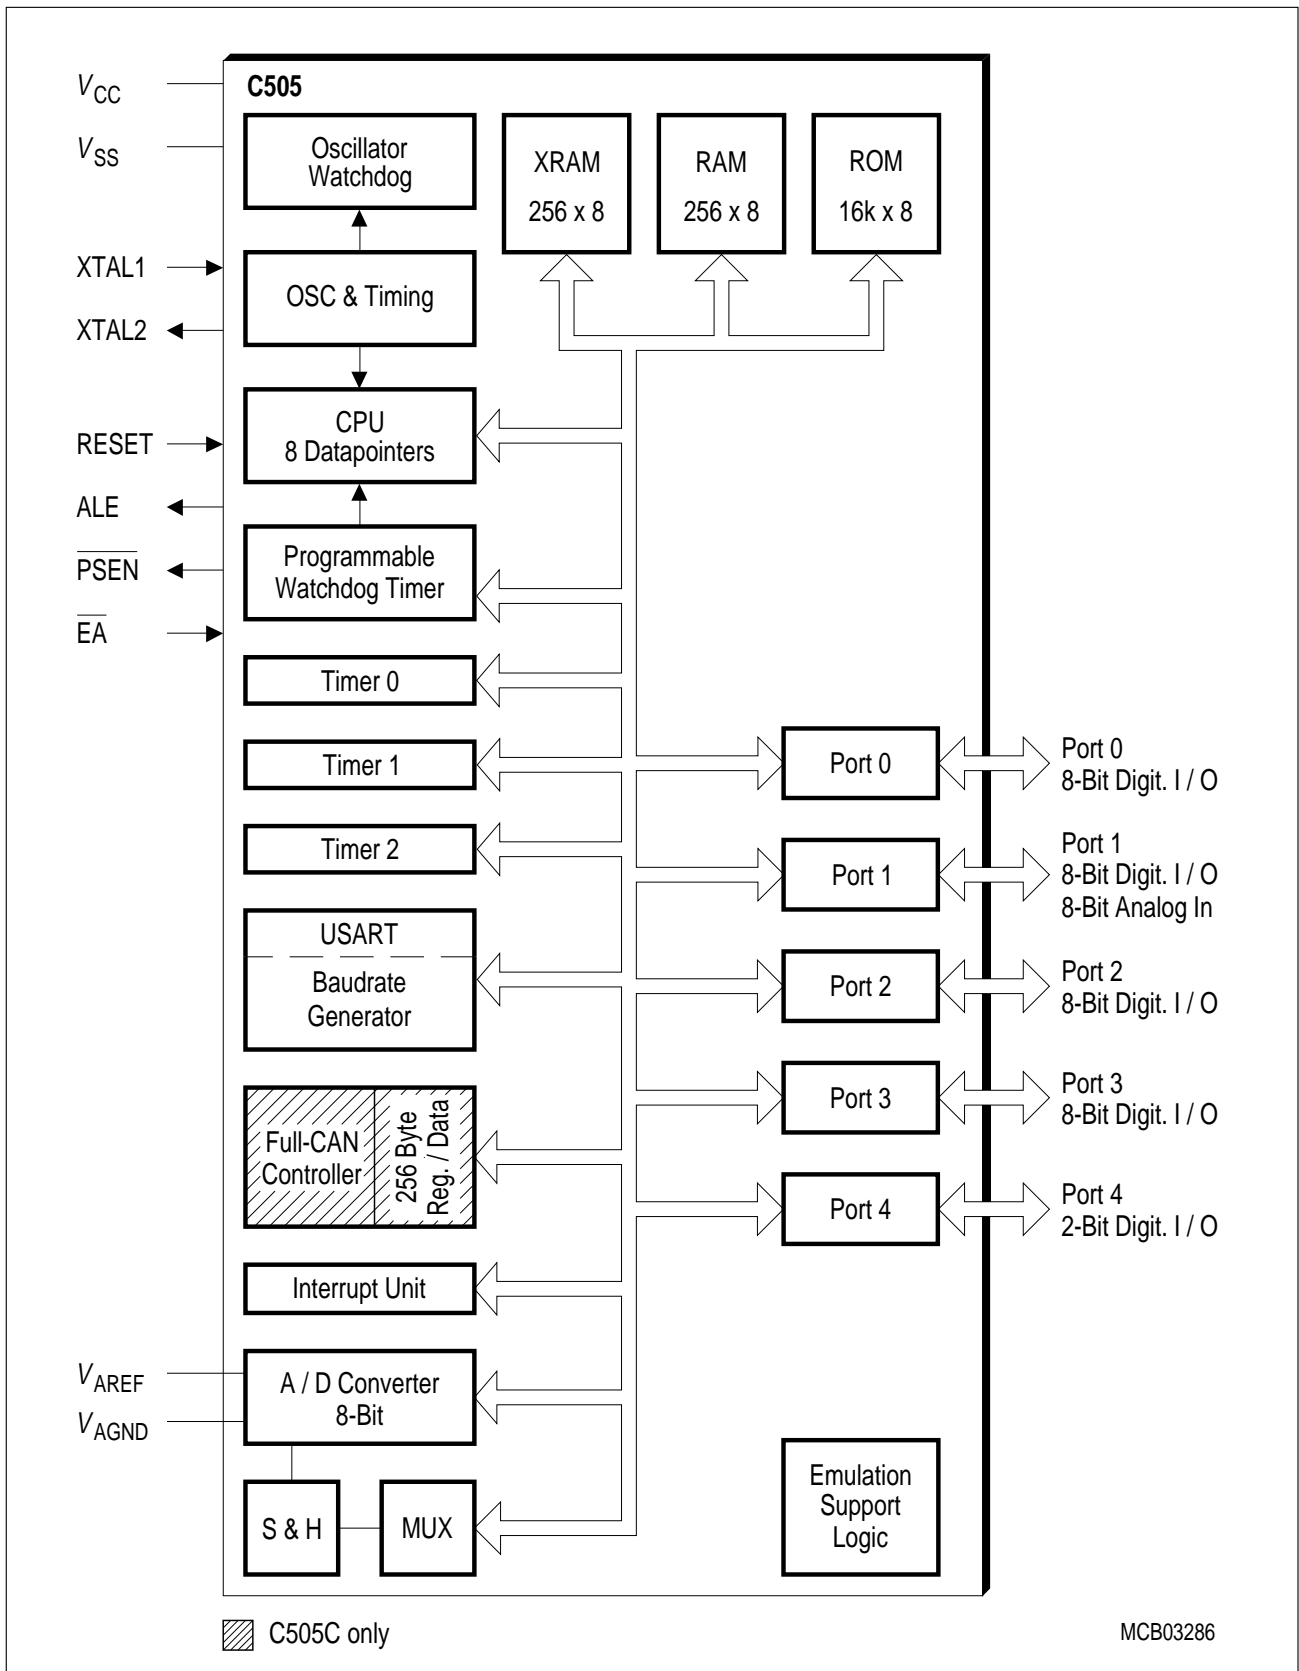 C505
V CC
V SS
XTAL1
XTAL2
RESET
ALE
PSEN
EA
V AREF
V AGND
Oscillator
Watchdog
OSC & Timing
CPU
8 Datapointers
Programmable
Watchdog Timer
Timer 0
Timer 1
Timer 2
USART
Baudrate
Generator
Full-CAN
Controller
256 Byte
Reg. / Data
Interrupt Unit
A / D Converter
8-Bit
S & H
MUX
XRAM
256 x 8
RAM
256 x 8
ROM
16k x 8
Port 0
Port 1
Port 2
Port 3
Port 4
Emulation
Support
Logic
Port 0
8-Bit Digit. I / O
Port 1
8-Bit Digit. I / O
8-Bit Analog In
Port 2
8-Bit Digit. I / O
Port 3
8-Bit Digit. I / O
Port 4
2-Bit Digit. I / O
C505C only
MCB03286